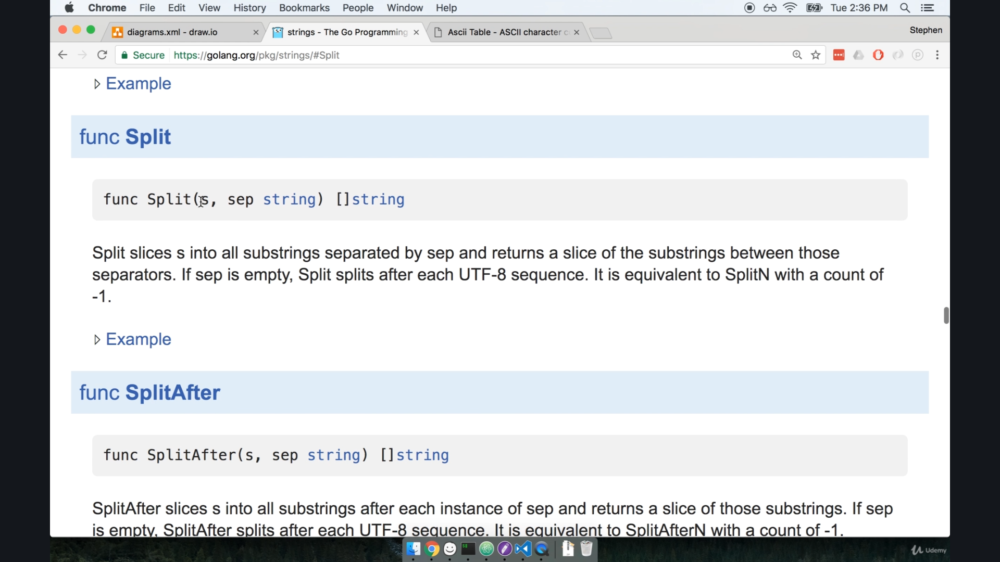 Chrome File Edit View History Bookmarks People Window Help Tue 2:36 PM
diagrams.xml - draw.io strings - The Go Programming Ascii Table - ASCII character c Stephen
Secure https://golang.org/pkg/strings/#Split
Example
func Split
func Split(s, sep string) []string
Split slices s into all substrings separated by sep and returns a slice of the substrings between those
separators. If sep is empty, Split splits after each UTF-8 sequence. It is equivalent to SplitN with a count of
-1.
Example
func SplitAfter
func SplitAfter(s, sep string) []string
SplitAfter slices s into all substrings after each instance of sep and returns a slice of those substrings. If sep
is empty, SplitAfter splits after each UTF-8 sequence. It is equivalent to SplitAfterN with a count of -1.
Udemy